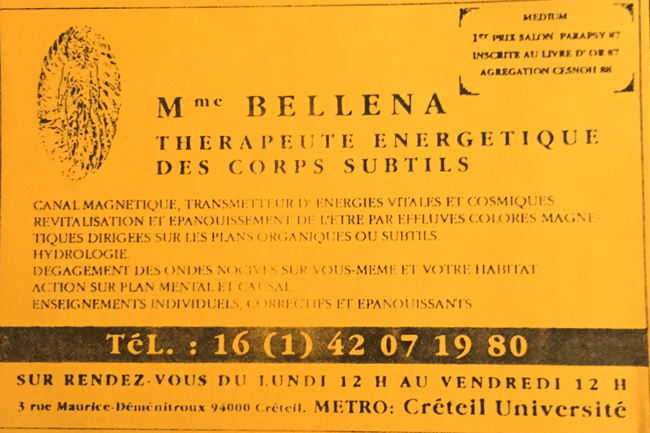 MEDIUM
1er PRIX SALON PARAPSY 87
INSCRITE AU LIVRE D'OR 87
AGREGATION CESNOH 88
Mme BELLENA
THERAPEUTE ENERGETIQUE
DES CORPS SUBTILS
CANAL MAGNETIQUE, TRANSMETTEUR D'ENERGIES VITALES ET COSMIQUES
REVITALISATION ET EPANOUISSEMENT DE L'ETRE PAR EFFLUVES COLORES MAGNE-
TIQUES DIRIGEES SUR LES PLANS ORGANIQUES OU SUBTILS.
HYDROLOGIE.
DEGAGEMENT DES ONDES NOCIVES SUR VOUS-MEME ET VOTRE HABITAT
ACTION SUR PLAN MENTAL ET CAUSAL
ENSEIGNEMENTS INDIVIDUELS, CORRECTIFS ET EPANOUISSANTS
TéL. : 16 (1) 42 07 19 80
SUR RENDEZ-VOUS DU LUNDI 12 H AU VENDREDI 12 H
3 rue Maurice-Déménitroux 94000 Créteil. METRO: Créteil Université